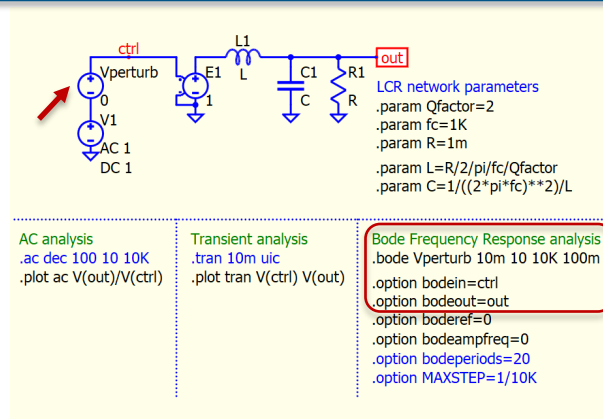 ctrl
Vperturb
0
V1
AC 1
DC 1
E1
1
L1
L
C1
C
R1
R
out
LCR network parameters
.param Qfactor=2
.param fc=1K
.param R=1m
.param L=R/2/pi/fc/Qfactor
.param C=1/((2*pi*fc)**2)/L
AC analysis
.ac dec 100 10 10K
.plot ac V(out)/V(ctrl)
Transient analysis
.tran 10m uic
.plot tran V(ctrl) V(out)
Bode Frequency Response analysis
.bode Vperturb 10m 10 10K 100m
.option bodein=ctrl
.option bodeout=out
.option boderef=0
.option bodeampfreq=0
.option bodeperiods=20
.option MAXSTEP=1/10K